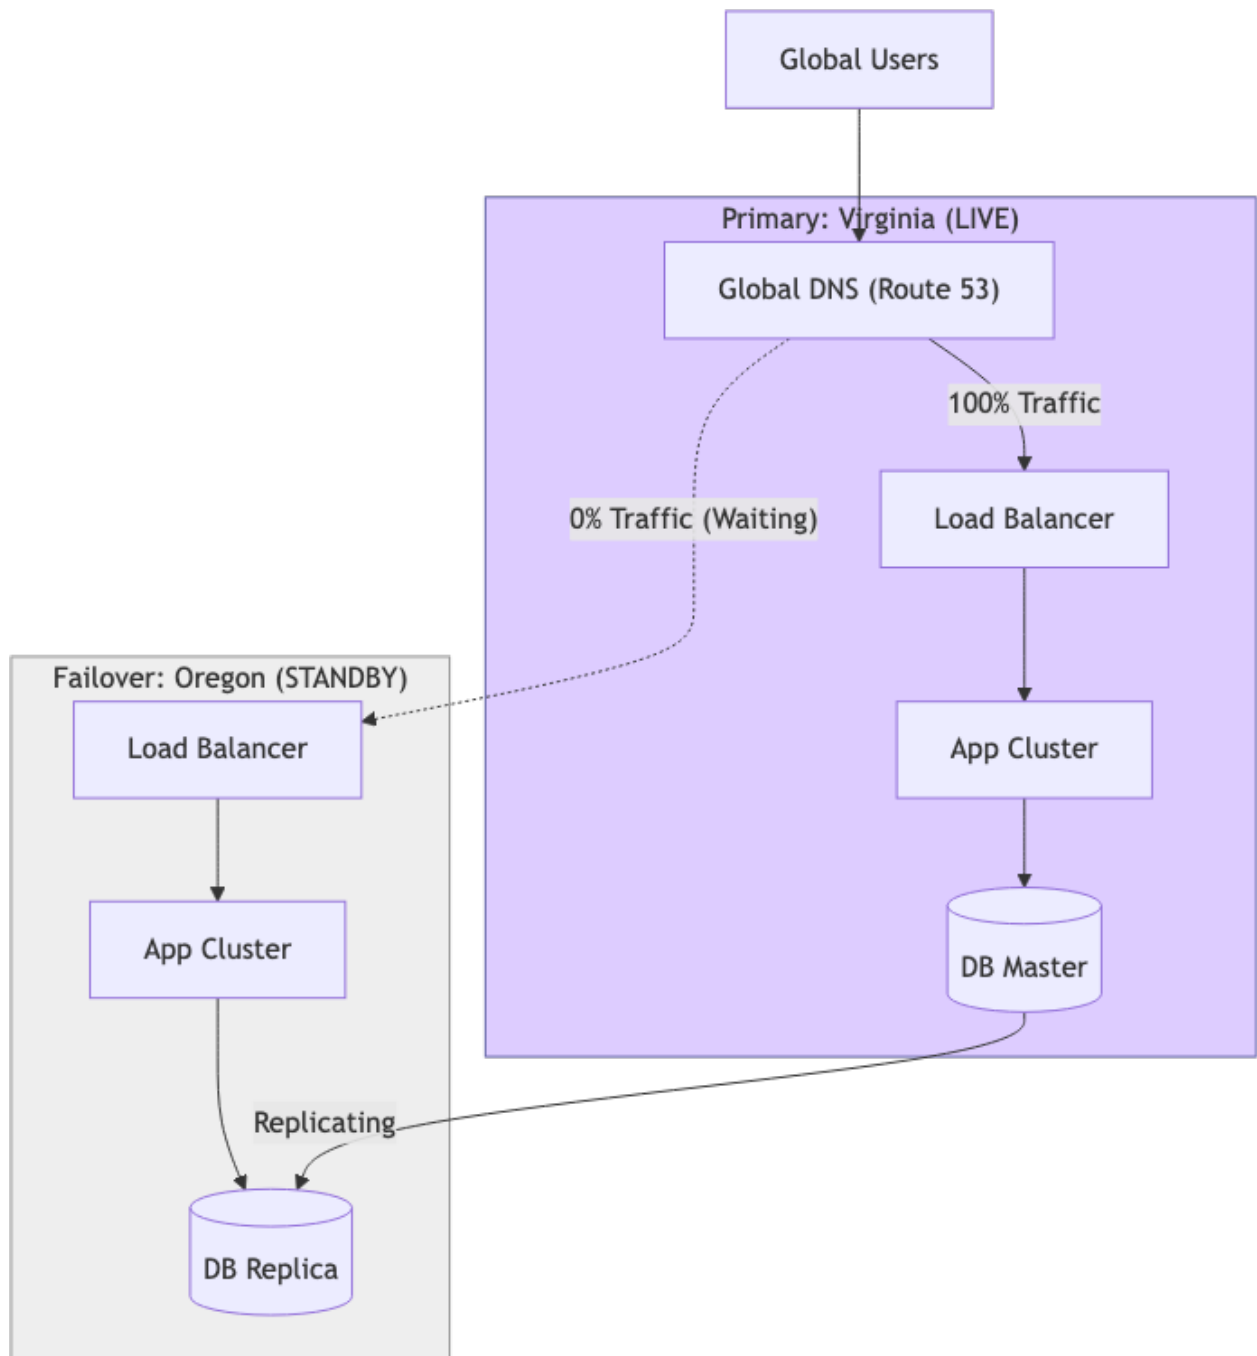 Global Users
Primary: Virginia (LIVE)
Global DNS (Route 53)
100% Traffic
0% Traffic (Waiting)
Load Balancer
Failover: Oregon (STANDBY)
Load Balancer
App Cluster
App Cluster
DB Master
Replicating
DB Replica